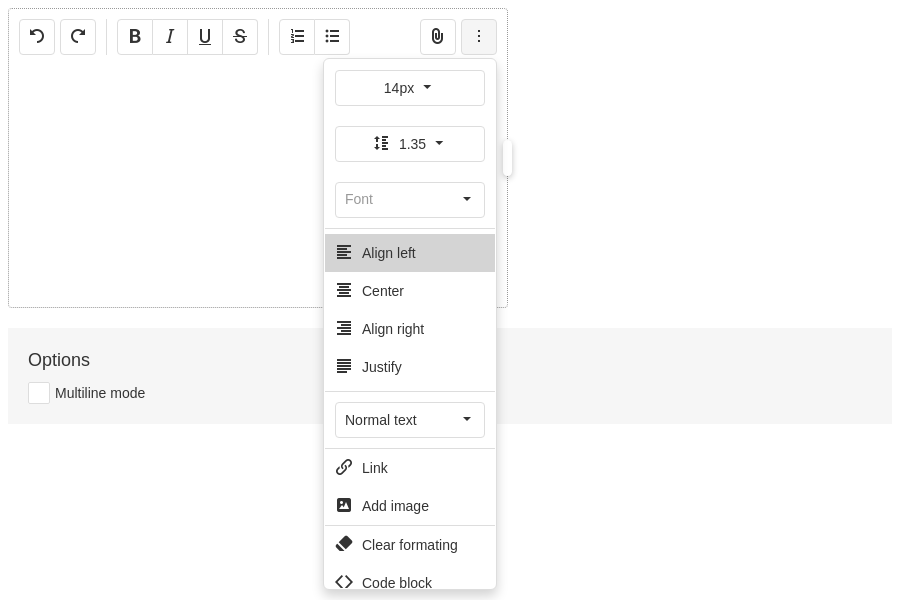 B I U S
14px
1.35
Font
Align left
Center
Align right
Justify
Options
Multiline mode
Normal text
Link
Add image
Clear formating
Code block